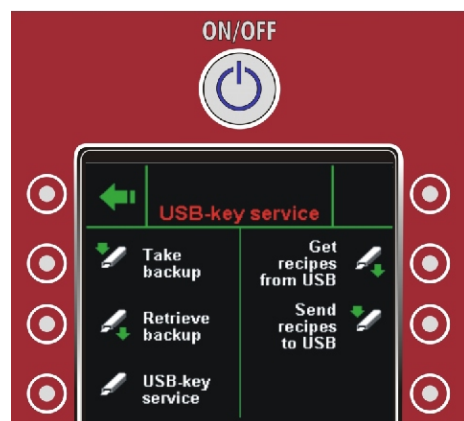 ON/OFF
USB-key service
Take
backup
Retrieve
backup
USB-key
service
Get
recipes
from USB
Send
recipes
to USB